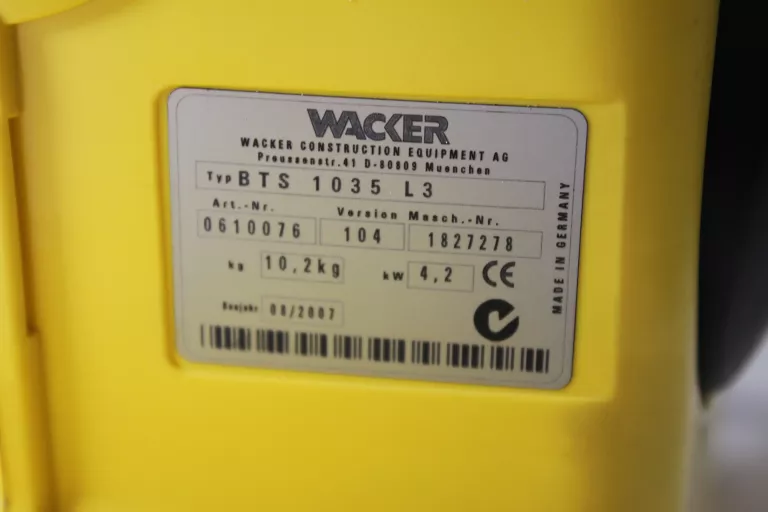 WACKER
WACKER CONSTRUCTION EQUIPMENT AG
Preussenstr.41 D-80809 Muenchen
Typ BTS 1035 L3
Art.-Nr. Version Masch.-Nr.
0610076 104 1827278
kg 10,2kg kW 4,2 CE
Baujahr 08/2007
MADE IN GERMANY